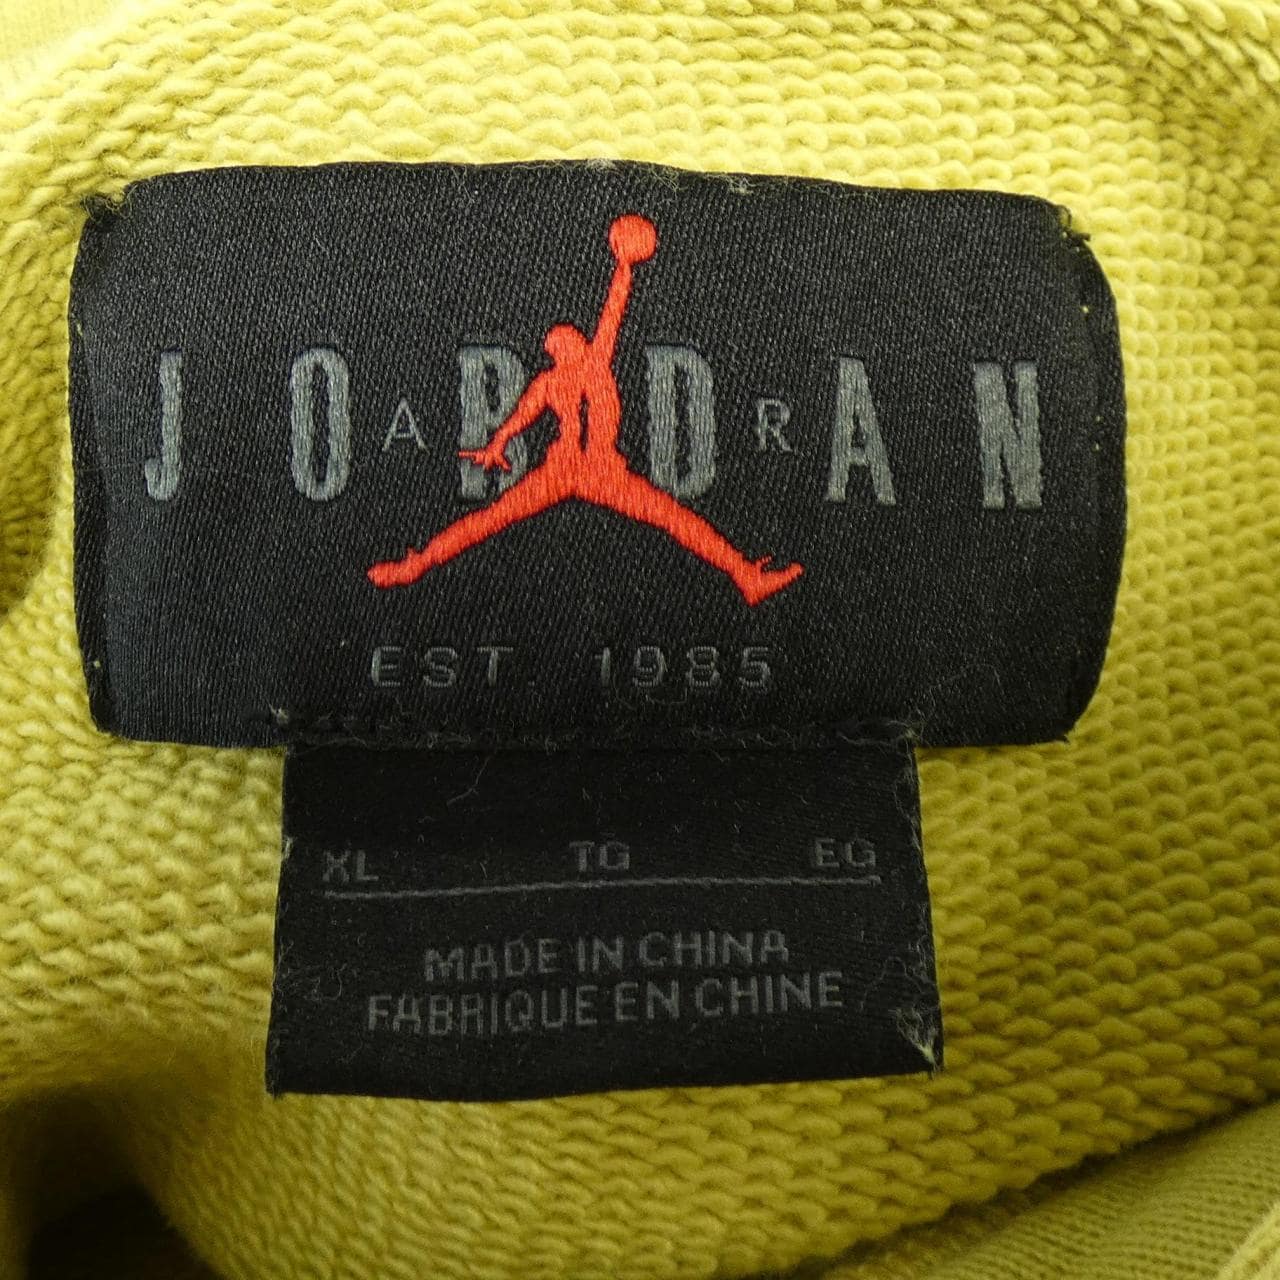 JORDAN
AIR
EST. 1985
XL TG EG
MADE IN CHINA
FABRIQUE EN CHINE